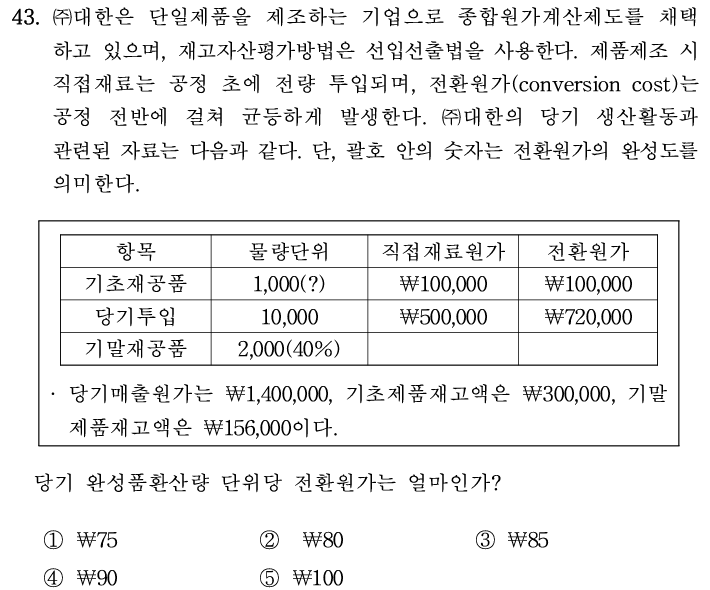 43. ㈜대한은 단일제품을 제조하는 기업으로 종합원가계산제도를 채택
하고 있으며, 재고자산평가방법은 선입선출법을 사용한다. 제품제조 시
직접재료는 공정 초에 전량 투입되며, 전환원가(conversion cost)는
공정 전반에 걸쳐 균등하게 발생한다. ㈜대한의 당기 생산활동과
관련된 자료는 다음과 같다. 단, 괄호 안의 숫자는 전환원가의 완성도를
의미한다.
항목 물량단위 직접재료원가 전환원가
기초재공품 1,000(?) ₩100,000 ₩100,000
당기투입 10,000 ₩500,000 ₩720,000
기말재공품 2,000(40%)
· 당기매출원가는 ₩1,400,000, 기초제품재고액은 ₩300,000, 기말
제품재고액은 ₩156,000이다.
당기 완성품환산량 단위당 전환원가는 얼마인가?
① ₩75 ② ₩80 ③ ₩85
④ ₩90 ⑤ ₩100